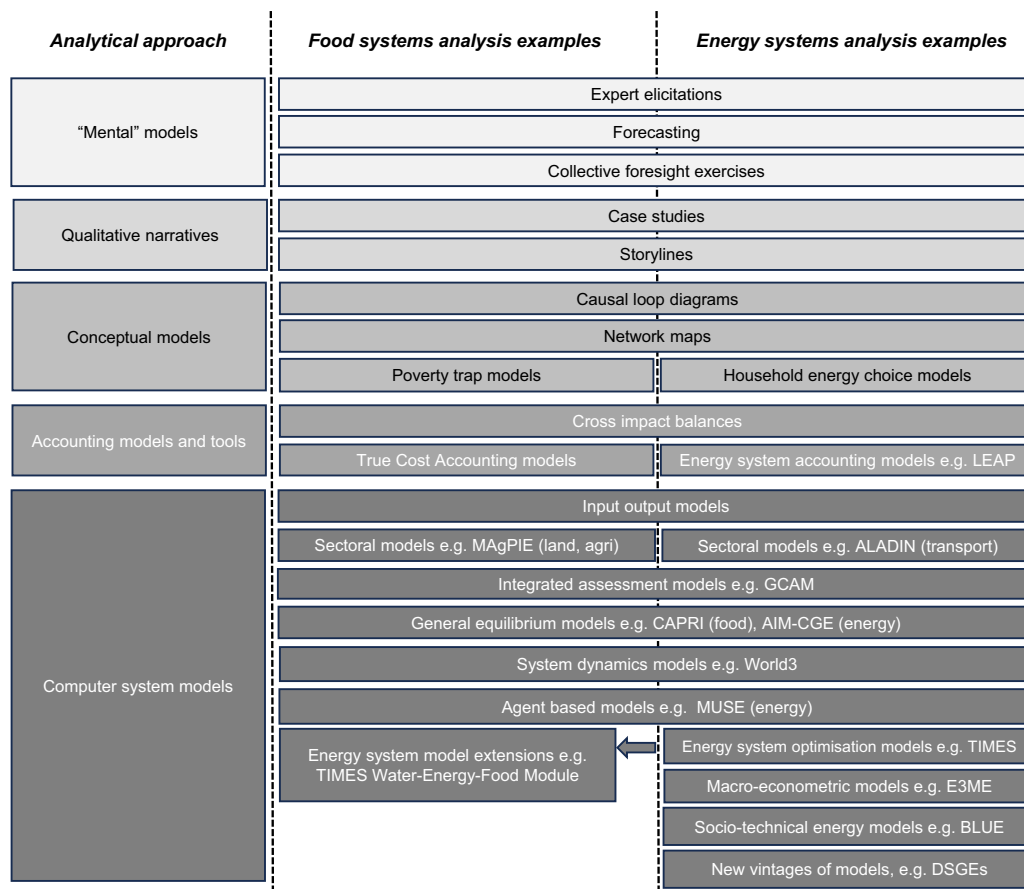 Analytical approach
Food systems analysis examples
Energy systems analysis examples
“Mental” models
Expert elicitations
Forecasting
Collective foresight exercises
Qualitative narratives
Case studies
Storylines
Conceptual models
Causal loop diagrams
Network maps
Poverty trap models
Household energy choice models
Accounting models and tools
Cross impact balances
True Cost Accounting models
Energy system accounting models e.g. LEAP
Computer system models
Input output models
Sectoral models e.g. MAgPIE (land, agri)
Sectoral models e.g. ALADIN (transport)
Integrated assessment models e.g. GCAM
General equilibrium models e.g. CAPRI (food), AIM-CGE (energy)
System dynamics models e.g. World3
Agent based models e.g. MUSE (energy)
Energy system model extensions e.g.
TIMES Water-Energy-Food Module
Energy system optimisation models e.g. TIMES
Macro-econometric models e.g. E3ME
Socio-technical energy models e.g. BLUE
New vintages of models, e.g. DSGEs